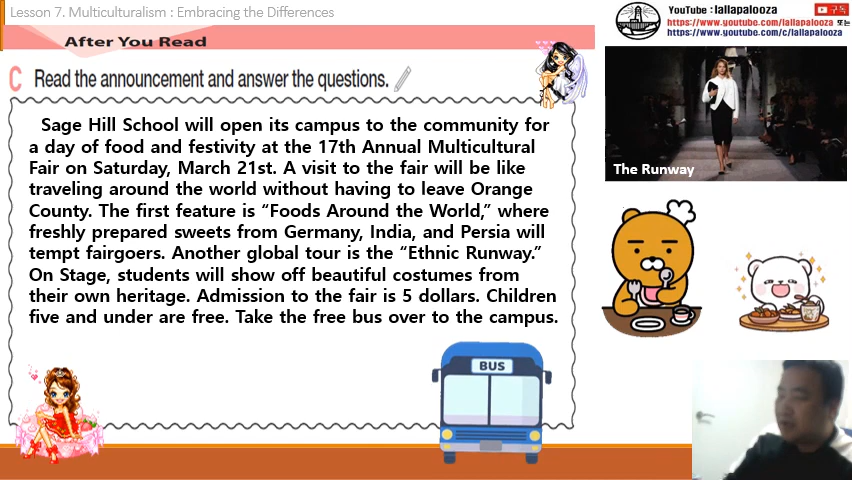 Lesson 7. Multiculturalism : Embracing the Differences
YouTube : lallapalooza
구독
https://www.youtube.com/lallapalooza 또는
https://www.youtube.com/c/lallapalooza
After You Read
C Read the announcement and answer the questions.
Sage Hill School will open its campus to the community for
a day of food and festivity at the 17th Annual Multicultural
Fair on Saturday, March 21st. A visit to the fair will be like
traveling around the world without having to leave Orange
County. The first feature is “Foods Around the World,” where
freshly prepared sweets from Germany, India, and Persia will
tempt fairgoers. Another global tour is the “Ethnic Runway.”
On Stage, students will show off beautiful costumes from
their own heritage. Admission to the fair is 5 dollars. Children
five and under are free. Take the free bus over to the campus.
The Runway
BUS